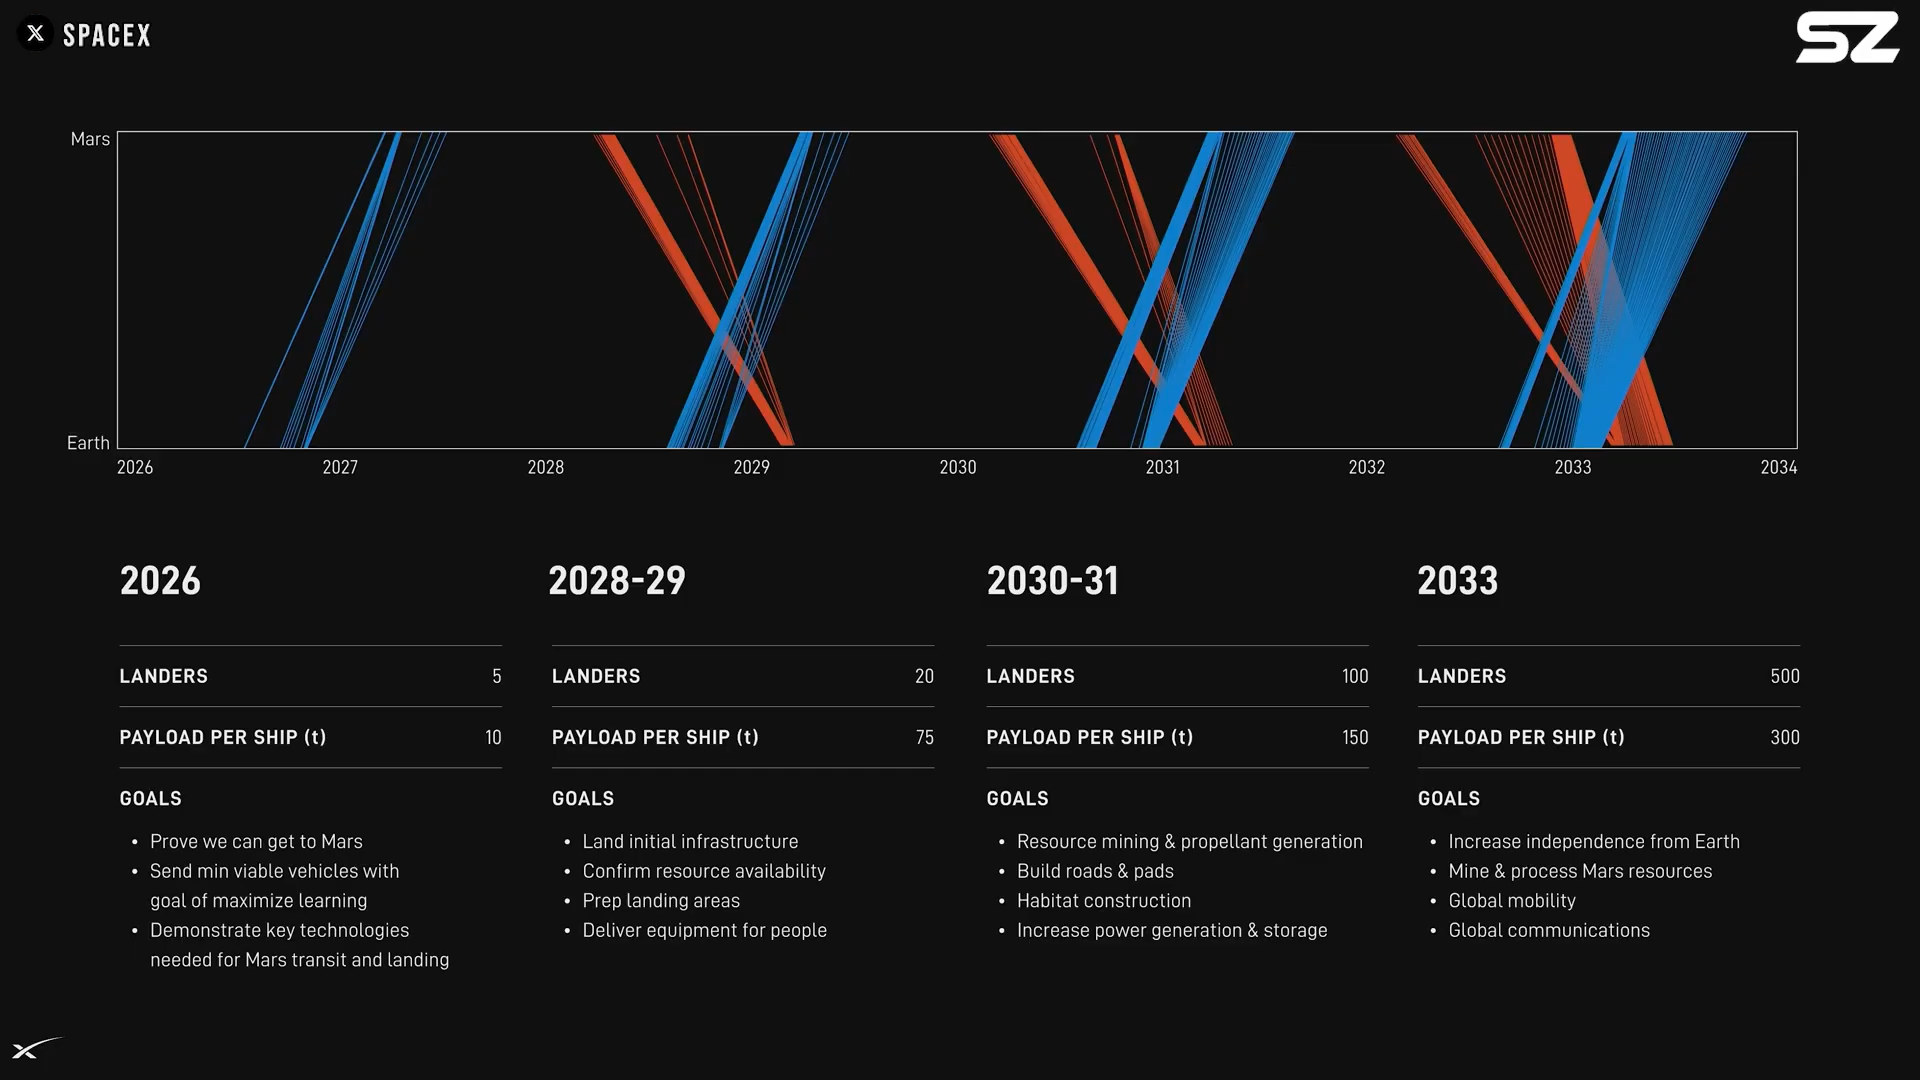 X SPACEX
SZ
Mars
Earth
2026 2027 2028 2029 2030 2031 2032 2033 2034
2026
LANDERS 5
PAYLOAD PER SHIP (t) 10
GOALS
• Prove we can get to Mars
• Send min viable vehicles with
goal of maximize learning
• Demonstrate key technologies
needed for Mars transit and landing
2028-29
LANDERS 20
PAYLOAD PER SHIP (t) 75
GOALS
• Land initial infrastructure
• Confirm resource availability
• Prep landing areas
• Deliver equipment for people
2030-31
LANDERS 100
PAYLOAD PER SHIP (t) 150
GOALS
• Resource mining & propellant generation
• Build roads & pads
• Habitat construction
• Increase power generation & storage
2033
LANDERS 500
PAYLOAD PER SHIP (t) 300
GOALS
• Increase independence from Earth
• Mine & process Mars resources
• Global mobility
• Global communications